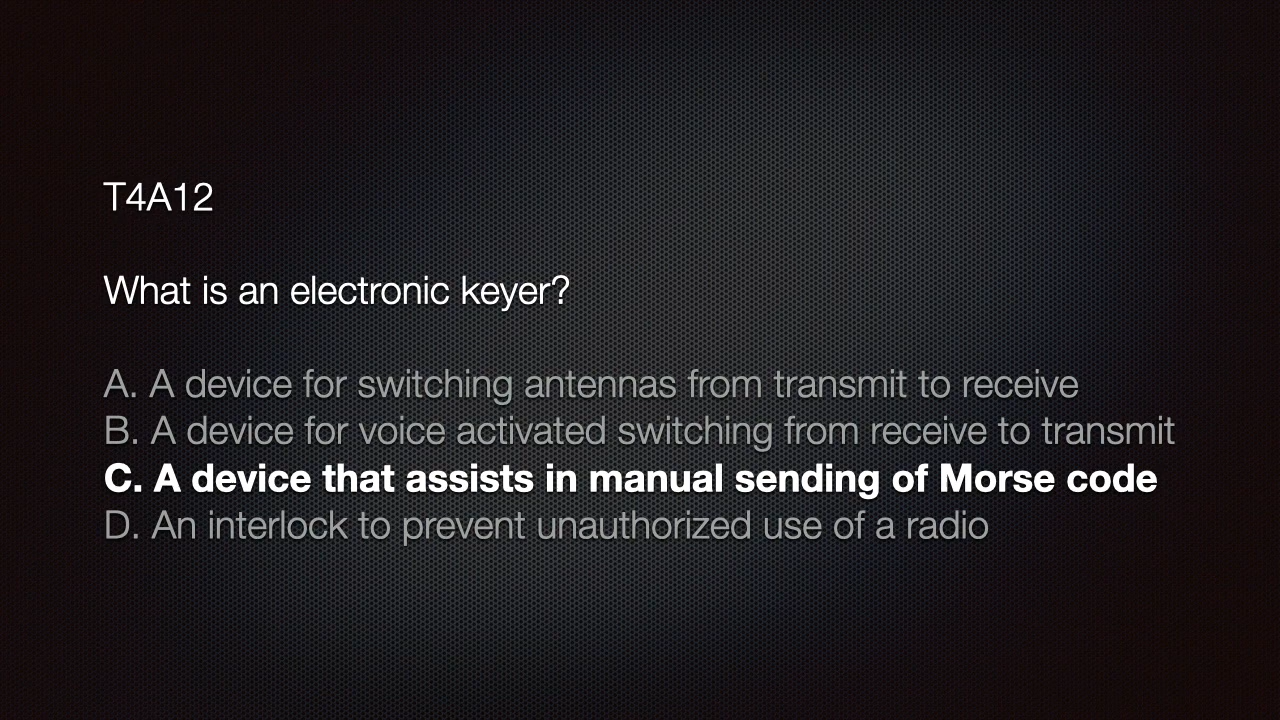 T4A12
What is an electronic keyer?
A. A device for switching antennas from transmit to receive
B. A device for voice activated switching from receive to transmit
C. A device that assists in manual sending of Morse code
D. An interlock to prevent unauthorized use of a radio